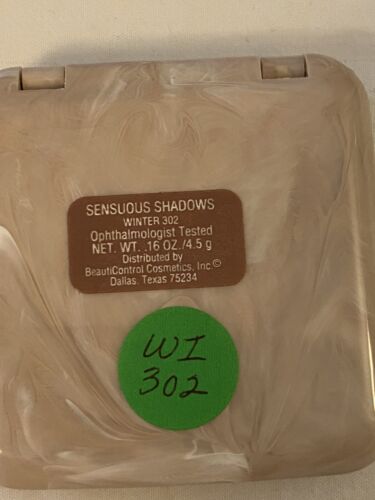 SENSUOUS SHADOWS
WINTER 302
Ophthalmologist Tested
NET. WT. .16 OZ./4.5 g
Distributed by
BeautiControl Cosmetics, Inc ©
Dallas, Texas 75234
WI
302